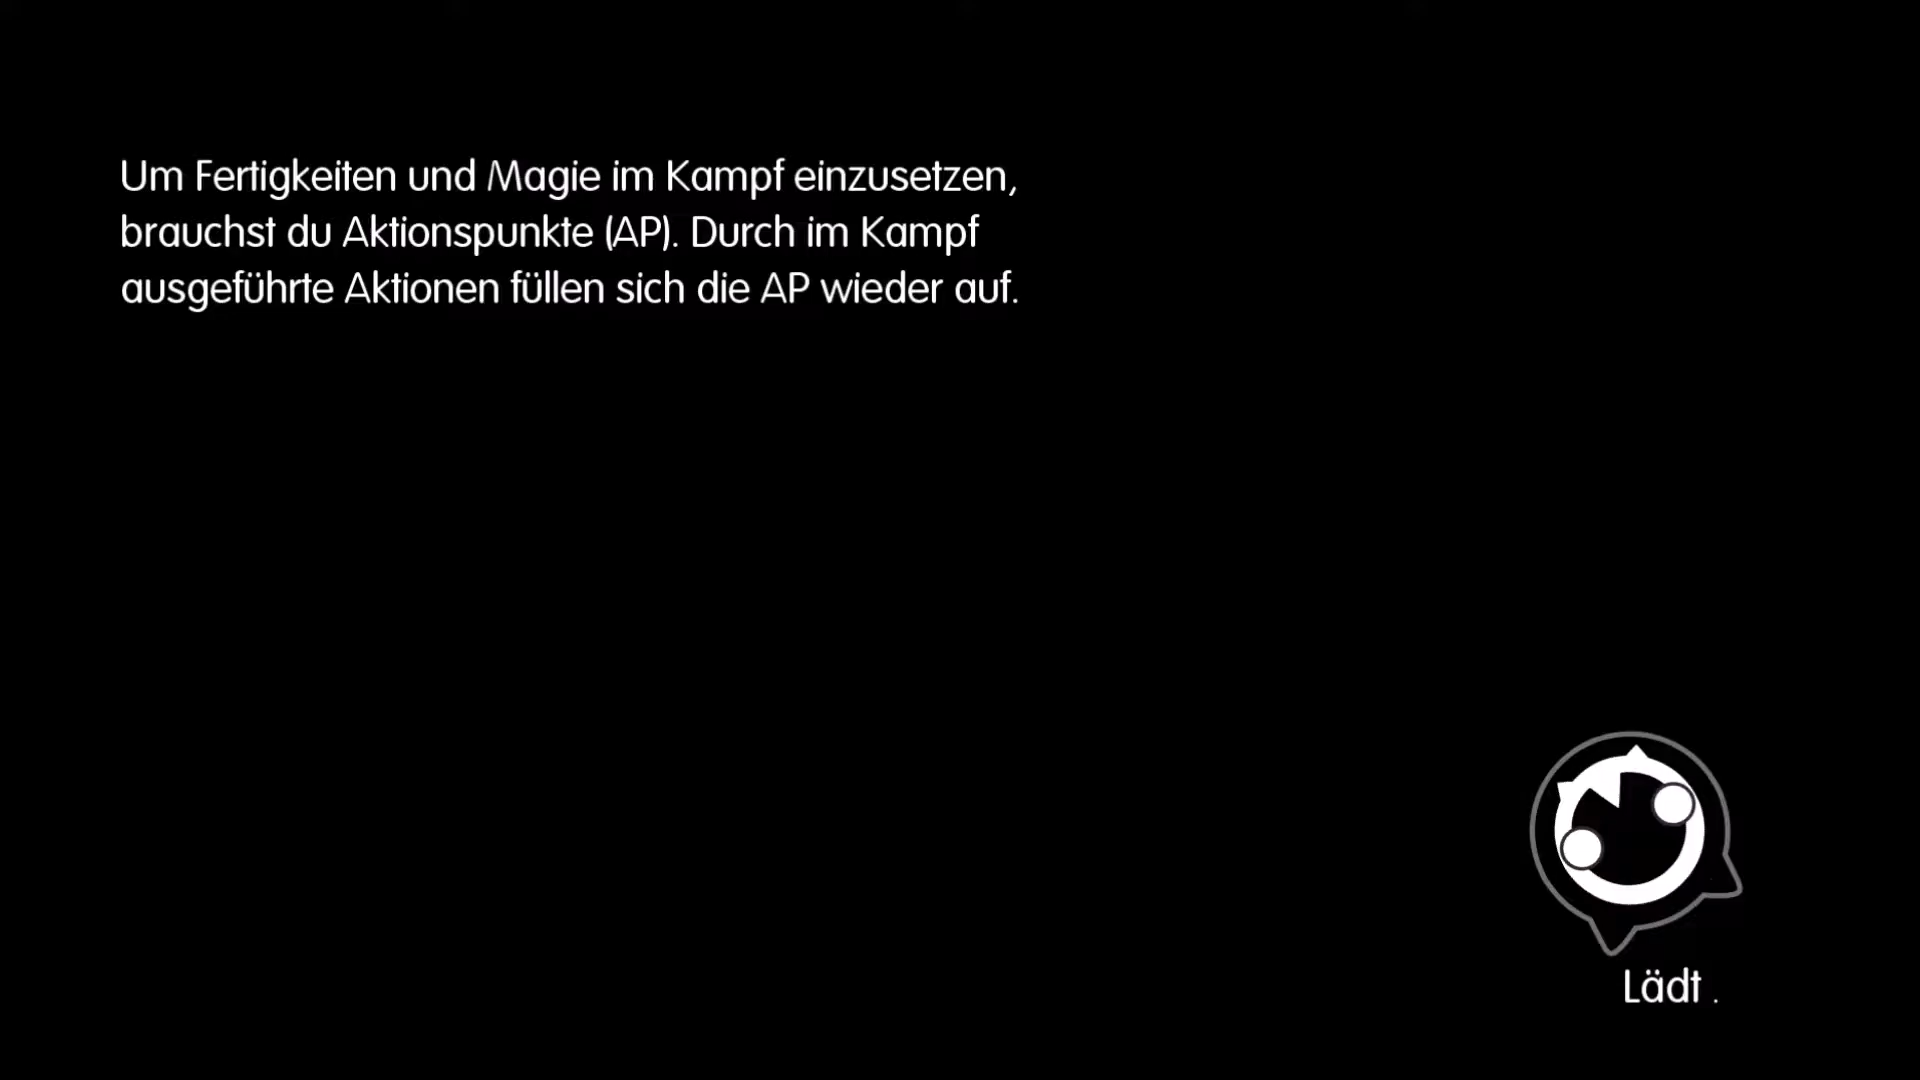 Um Fertigkeiten und Magie im Kampf einzusetzen,
brauchst du Aktionspunkte (AP). Durch im Kampf
ausgeführte Aktionen füllen sich die AP wieder auf.
Lädt .